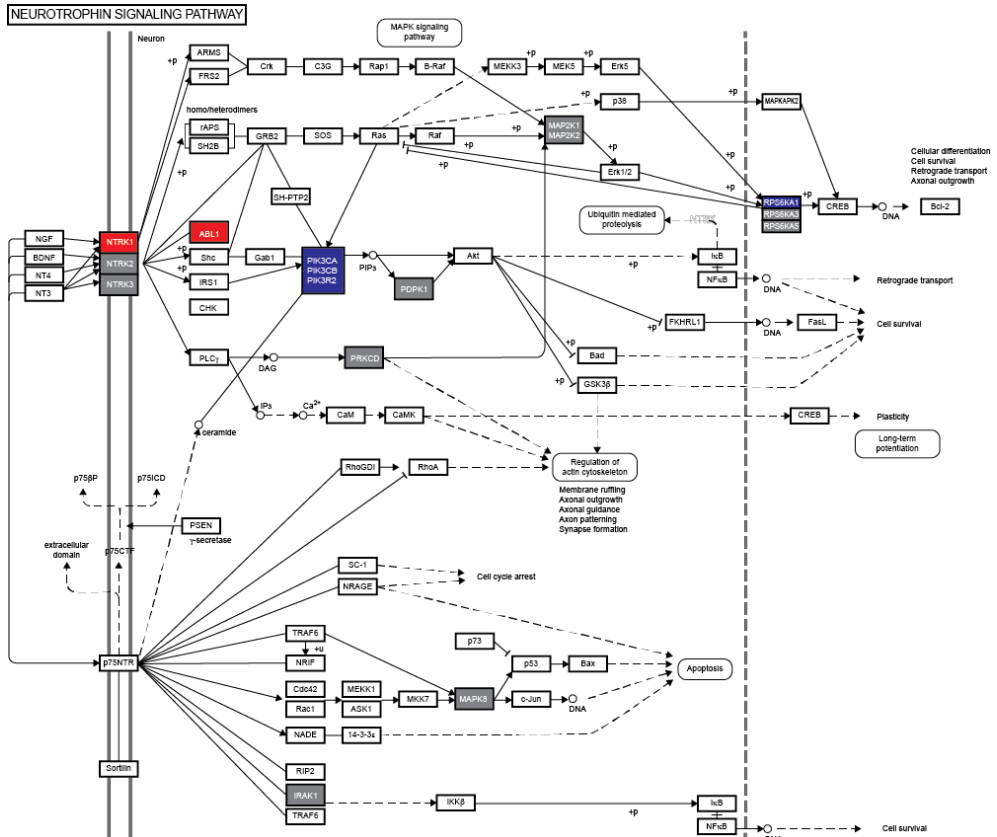 NEUROTROPHIN SIGNALING PATHWAY
Neuron
MAPK signaling
pathway
ARMS
+p
FRS2
Crk
C3G
Rap1
B-Raf
MEKK3
+p
MEK5
+p
Erk5
+p
p38
+p
MAPKAPK2
+p
homo/heterodimers
rAPS
SH2B
+p
GRB2
SOS
Ras
Raf
+p
+p
MAP2K1
MAP2K2
+p
Erk1/2
+p
+p
Cellular differentiation
Cell survival
Retrograde transport
Axonal outgrowth
SH-PTP2
RPS6KA1
RPS6KA3
RPS6KA5
+p
CREB
DNA
Bcl-2
Ubiquitin mediated
proteolysis
NGF
BDNF
NT4
NT3
NTRK1
NTRK2
NTRK3
ABL1
+p
Shc
Gab1
+p
IRS1
CHK
PIK3CA
PIK3CB
PIK3R2
PIP3
PDPK1
Akt
+p
IκB
NFκB
DNA
Retrograde transport
+p
FKHRL1
DNA
FasL
Cell survival
PLCγ
DAG
PRKCD
+p
Bad
+p
GSK3β
IP3
Ca2+
CaM
CaMK
CREB
Plasticity
Long-term
potentiation
ceramide
RhoGDI
RhoA
Regulation of
actin cytoskeleton
Membrane ruffling
Axonal outgrowth
Axonal guidance
Axon patterning
Synapse formation
p75βP
p75ICD
PSEN
γ-secretase
extracellular
domain
p75CTF
SC-1
NRAGE
Cell cycle arrest
TRAF6
+u
NRIF
p73
p53
Bax
Apoptosis
p75NTR
Cdc42
Rac1
MEKK1
ASK1
MKK7
MAPK8
c-Jun
DNA
NADE
14-3-3ε
Sortilin
RIP2
IRAK1
TRAF6
IKKβ
+p
IκB
NFκB
DNA
Cell survival